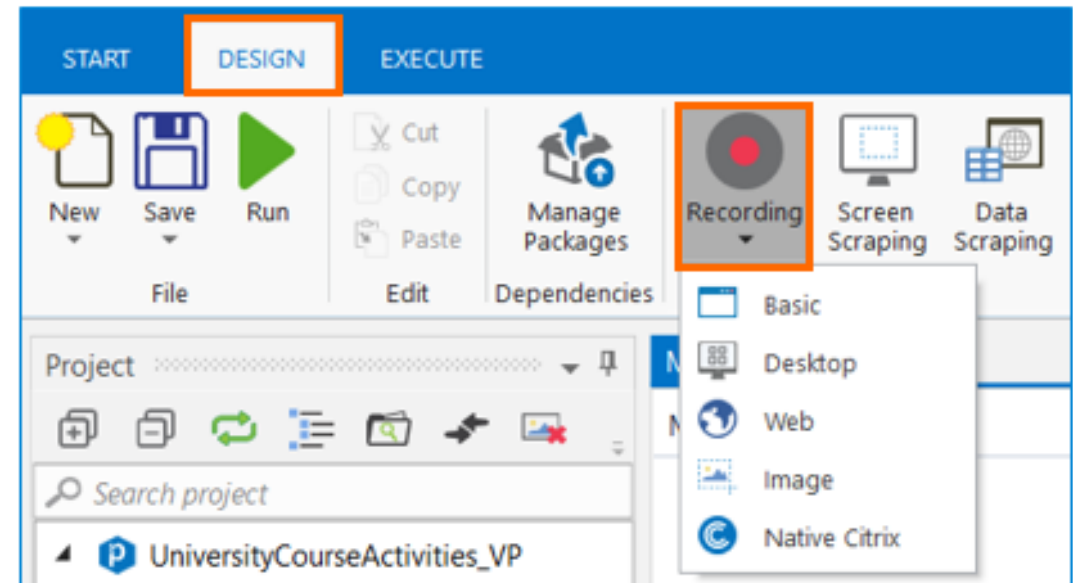 START DESIGN EXECUTE
New Save Run
Cut
Copy
Paste
Manage
Packages
Recording
Screen
Scraping
Data
Scraping
File Edit Dependencies
Basic
Desktop
Web
Image
Native Citrix
Project
Search project
UniversityCourseActivities_VP